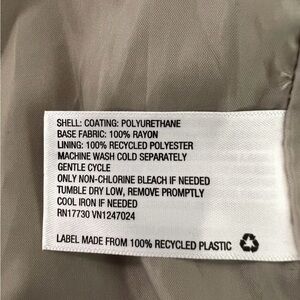 SHELL: COATING: POLYURETHANE
BASE FABRIC: 100% RAYON
LINING: 100% RECYCLED POLYESTER
MACHINE WASH COLD SEPARATELY
GENTLE CYCLE
ONLY NON-CHLORINE BLEACH IF NEEDED
TUMBLE DRY LOW, REMOVE PROMPTLY
COOL IRON IF NEEDED
RN17730 VN1247024
LABEL MADE FROM 100% RECYCLED PLASTIC